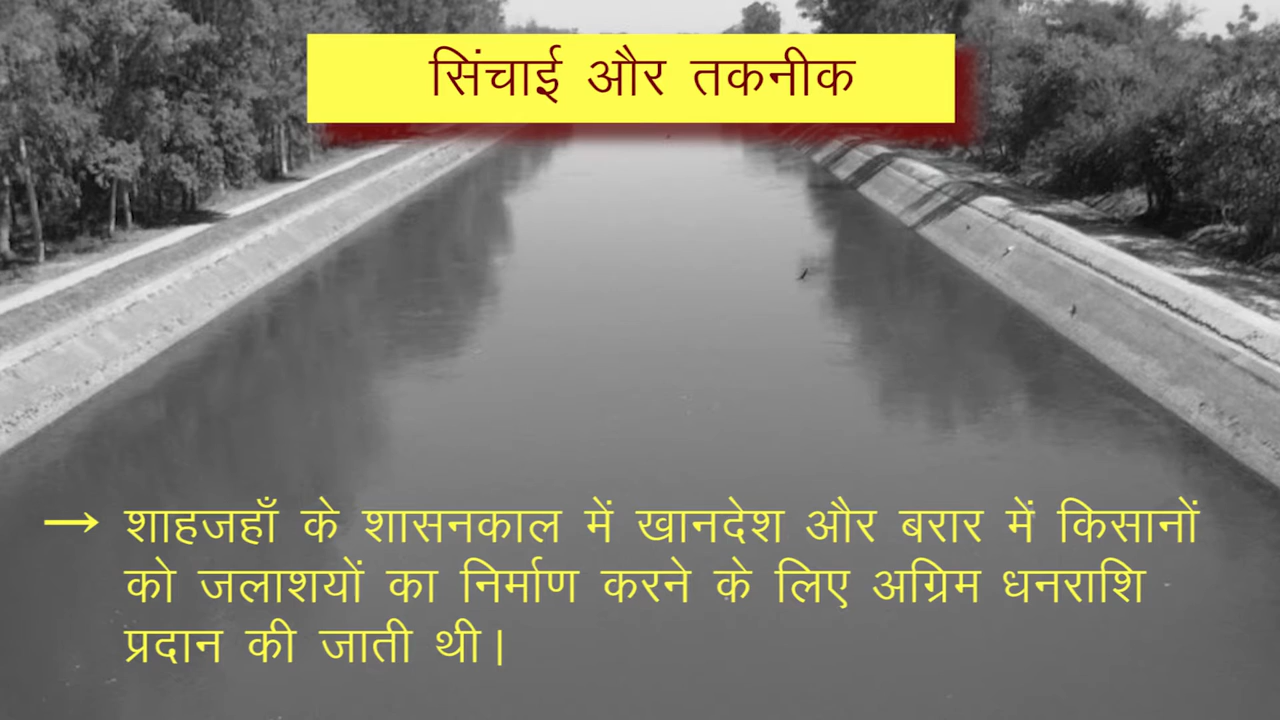 सिंचाई और तकनीक
→ शाहजहाँ के शासनकाल में खानदेश और बरार में किसानों
को जलाशयों का निर्माण करने के लिए अग्रिम धनराशि
प्रदान की जाती थी।